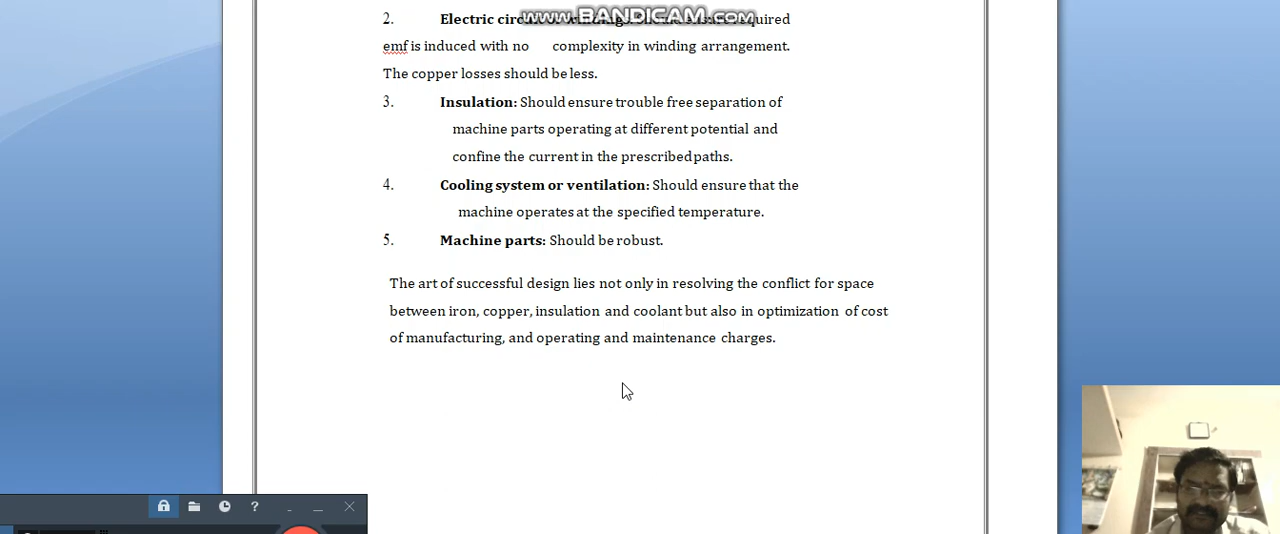 www.BANDICAM.com
2. Electric required
emf is induced with no complexity in winding arrangement.
The copper losses should be less.
3. Insulation: Should ensure trouble free separation of
machine parts operating at different potential and
confine the current in the prescribed paths.
4. Cooling system or ventilation: Should ensure that the
machine operates at the specified temperature.
5. Machine parts: Should be robust.
The art of successful design lies not only in resolving the conflict for space
between iron, copper, insulation and coolant but also in optimization of cost
of manufacturing, and operating and maintenance charges.
?